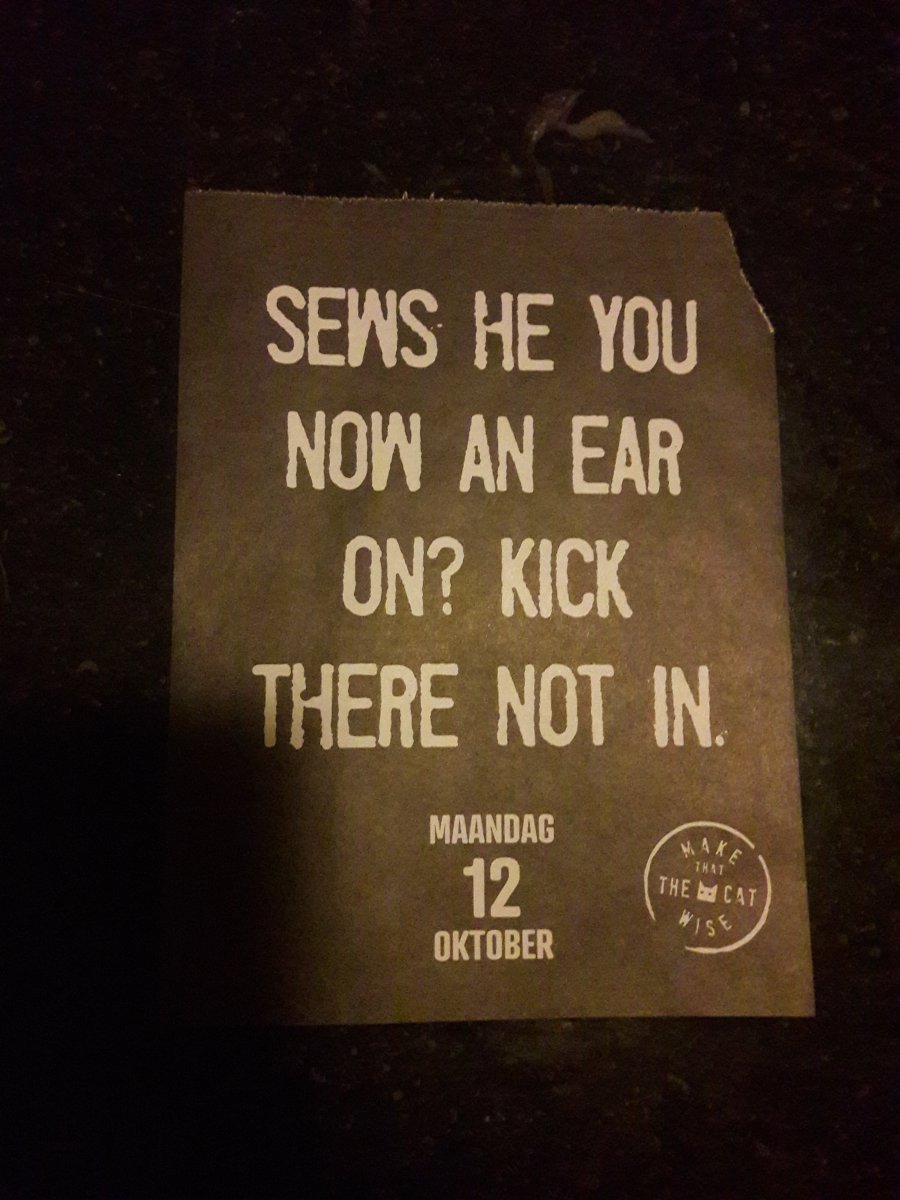 SEWS HE YOU
NOW AN EAR
ON? KICK
THERE NOT IN.
MAANDAG
12
OKTOBER
MAKE
THAT
THE CAT
WISE